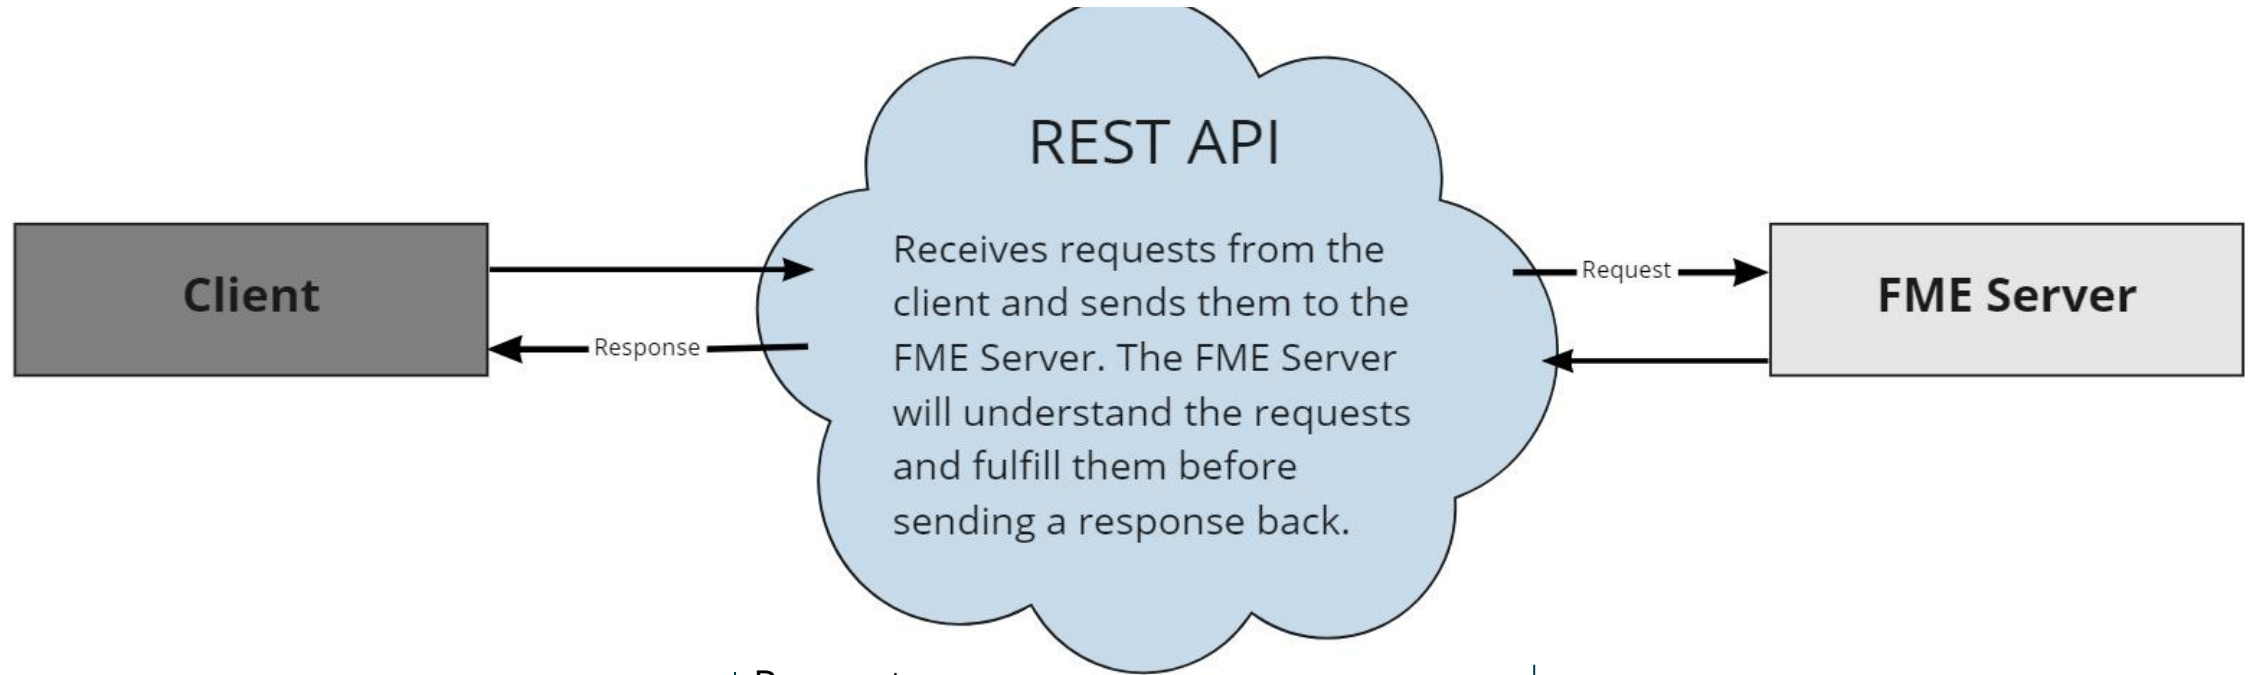 REST API
Receives requests from the
client and sends them to the
FME Server. The FME Server
will understand the requests
and fulfill them before
sending a response back.
Client
Response
Request
FME Server